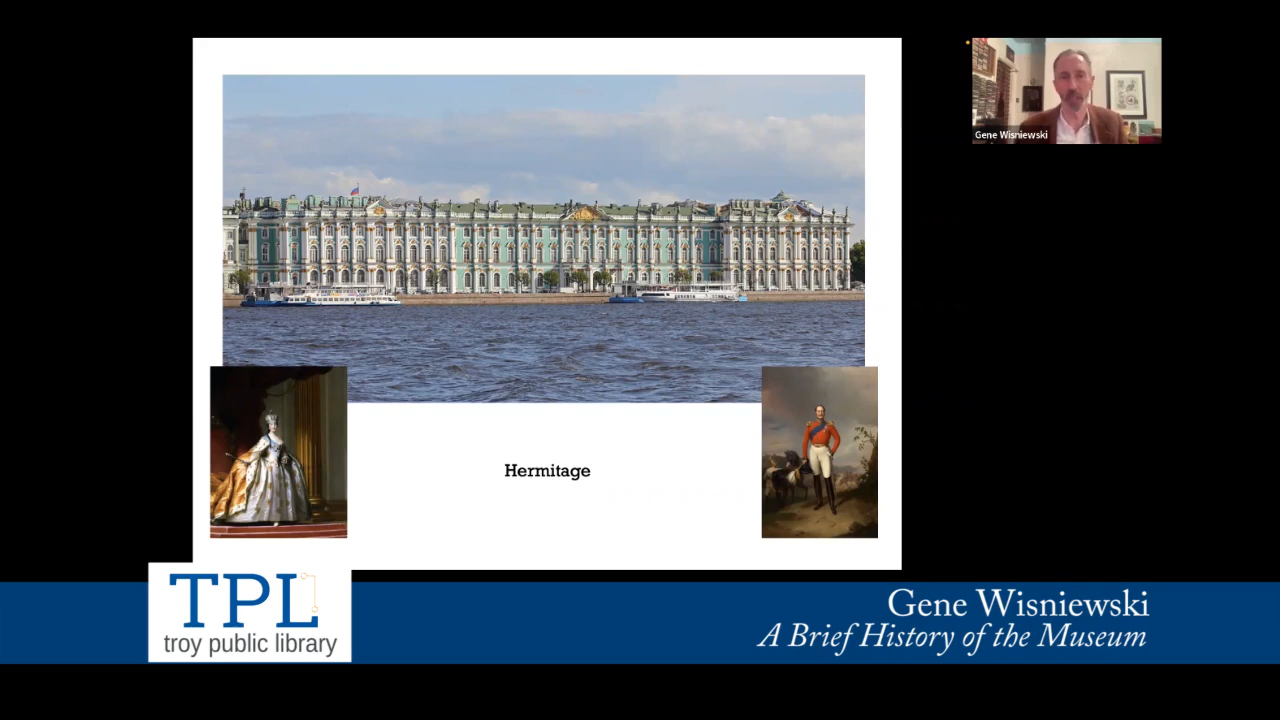 Gene Wisniewski
Hermitage
TPL
troy public library
Gene Wisniewski
A Brief History of the Museum